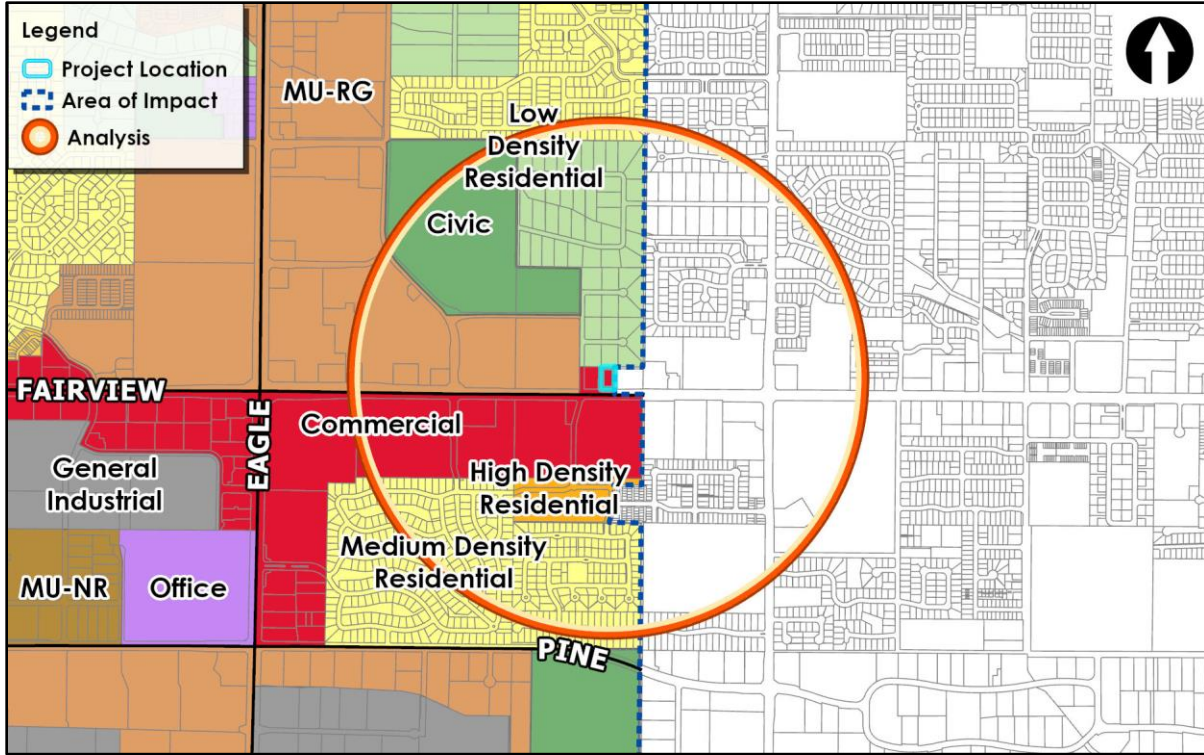 Legend
Project Location
Area of Impact
Analysis
MU-RG
Low
Density
Residential
Civic
FAIRVIEW
EAGLE
Commercial
General
Industrial
High Density
Residential
Medium Density
Residential
MU-NR
Office
PINE